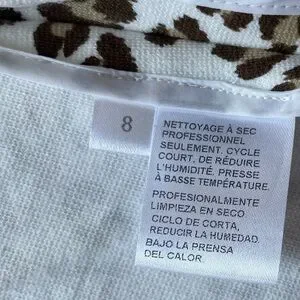 8
NETTOYAGE À SEC
PROFESSIONNEL
SEULEMENT. CYCLE
COURT, DE RÉDUIRE
L'HUMIDITÉ. PRESSE
À BASSE TEMPÉRATURE.
PROFESIONALMENTE
LIMPIEZA EN SECO
CICLO DE CORTA,
REDUCIR LA HUMEDAD.
BAJO LA PRENSA
DEL CALOR.